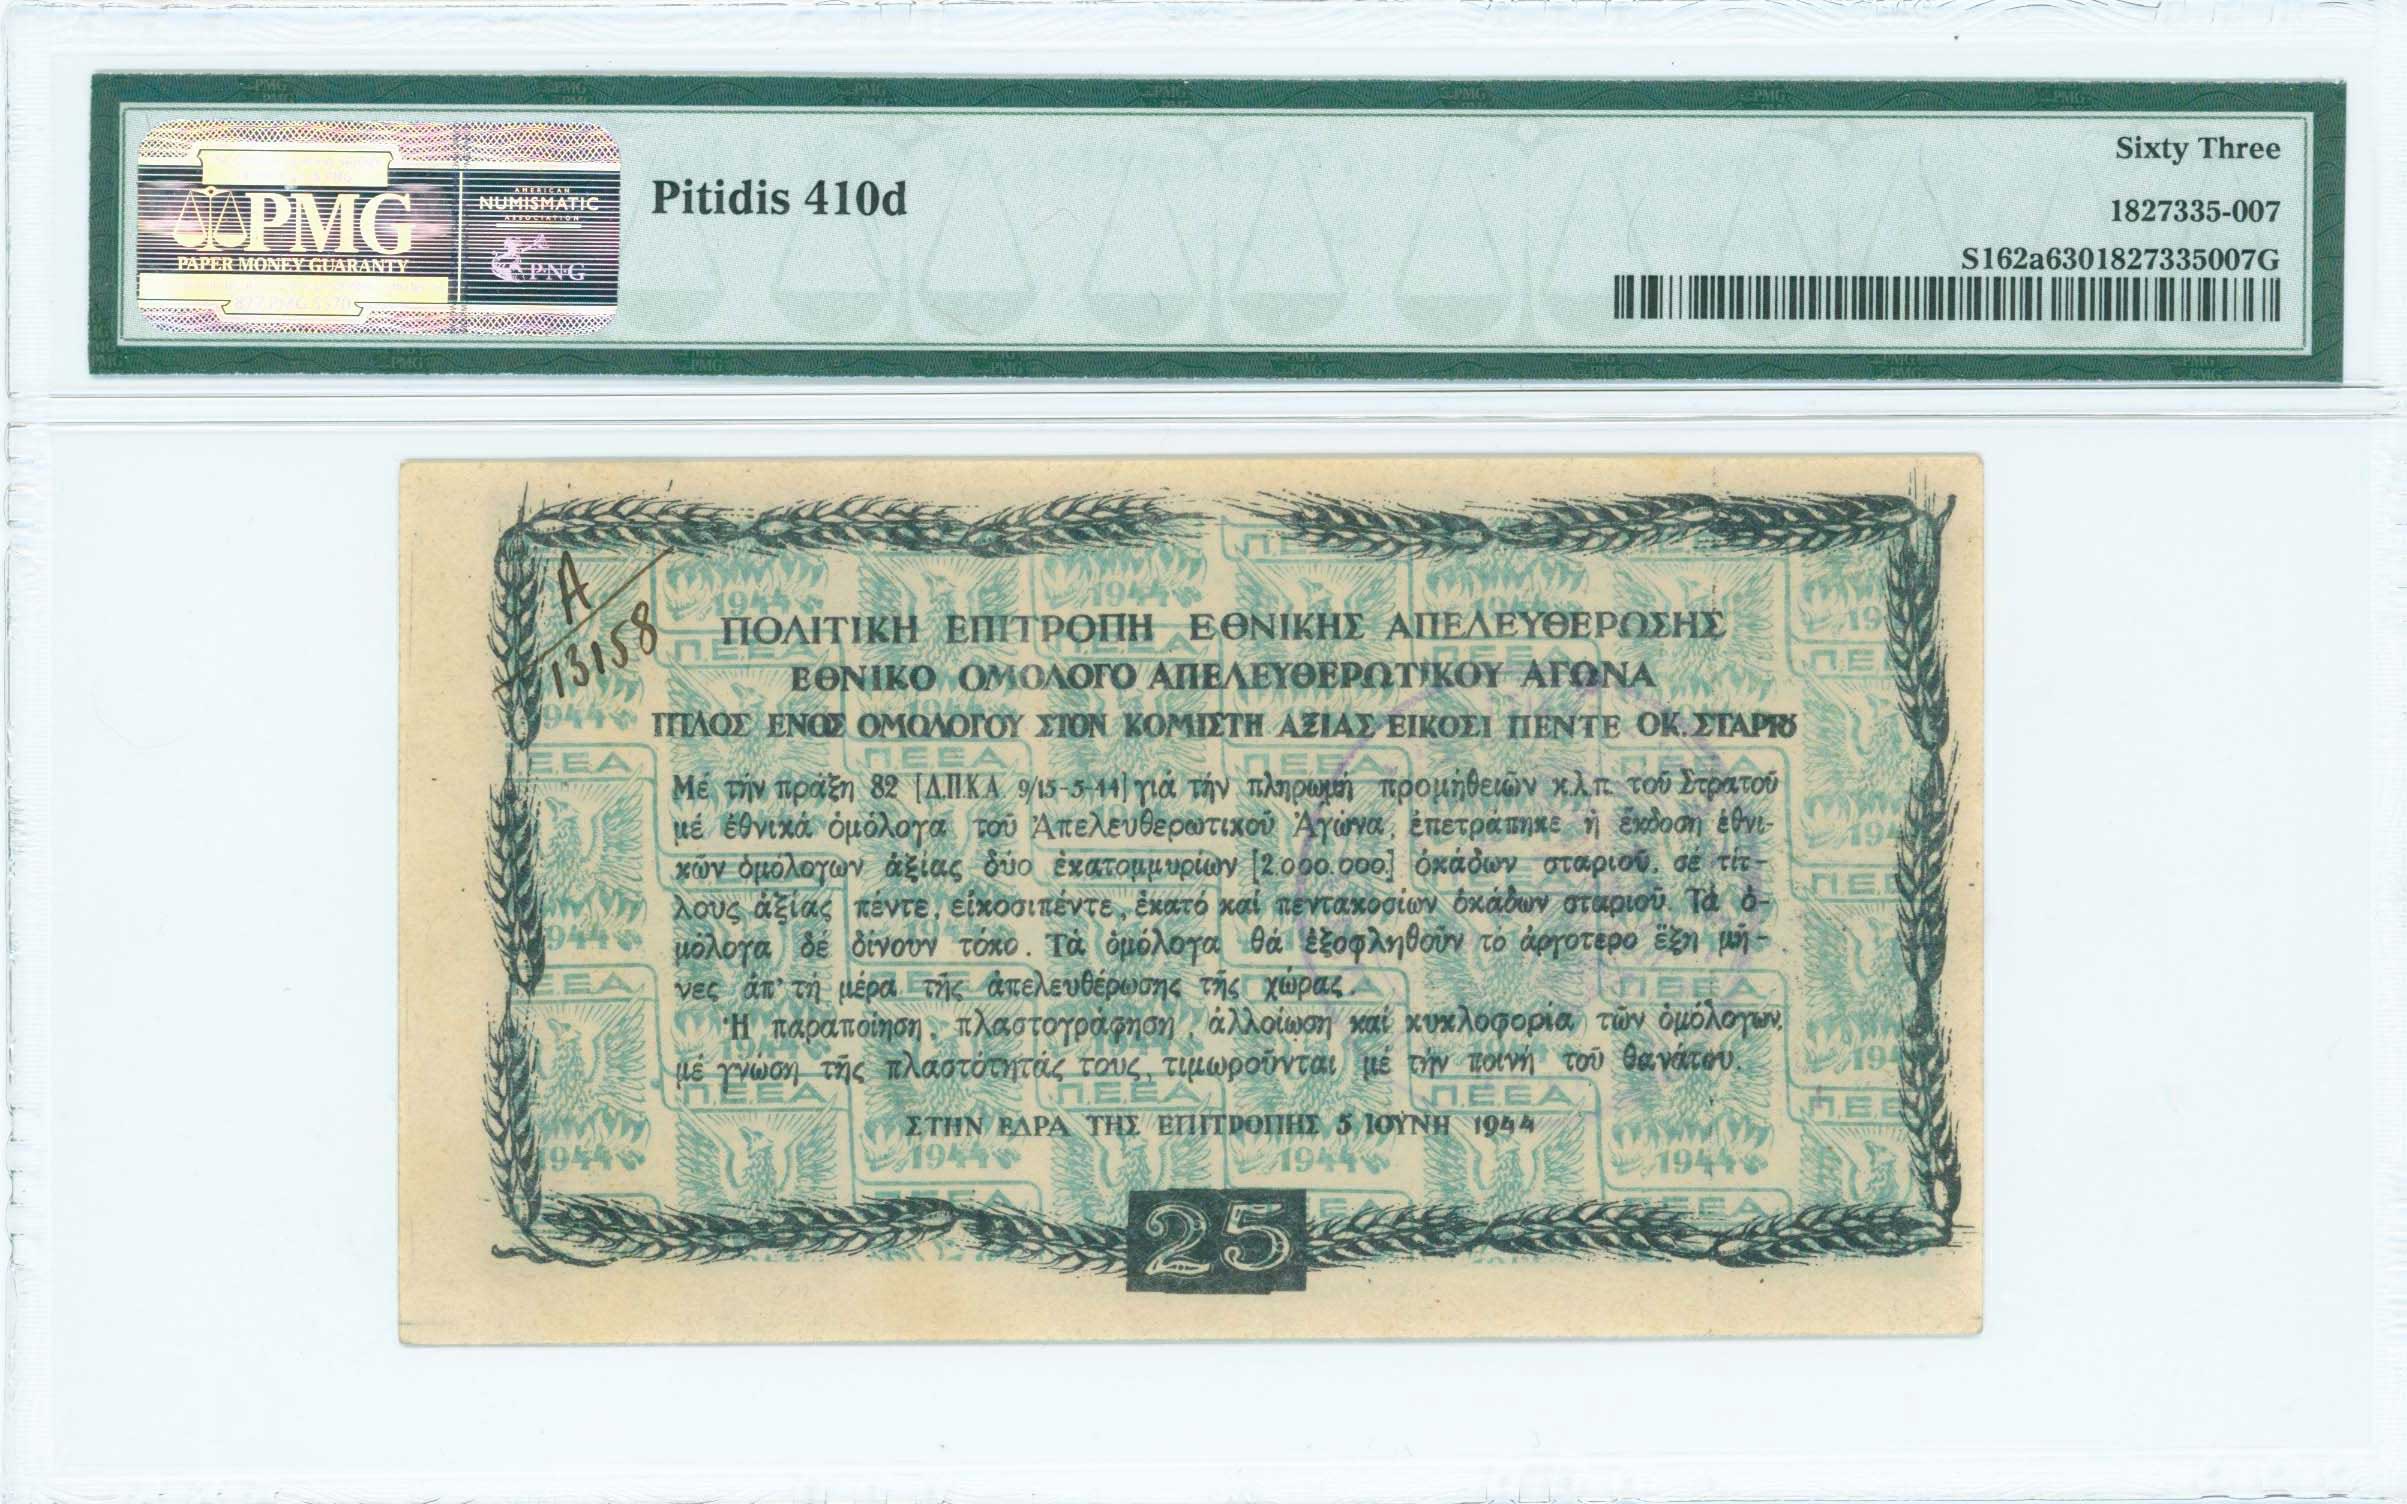 PMG
PAPER MONEY GUARANTY
AMERICAN
NUMISMATIC
ASSOCIATION
P·N·G
Pitidis 410d
Sixty Three
1827335-007
S162a6301827335007G
Α
13158
ΠΟΛΙΤΙΚΗ ΕΠΙΤΡΟΠΗ ΕΘΝΙΚΗΣ ΑΠΕΛΕΥΘΕΡΩΣΗΣ
ΕΘΝΙΚΟ ΟΜΟΛΟΓΟ ΑΠΕΛΕΥΘΕΡΩΤΙΚΟΥ ΑΓΩΝΑ
ΤΙΤΛΟΣ ΕΝΟΣ ΟΜΟΛΟΓΟΥ ΣΤΟΝ ΚΟΜΙΣΤΗ ΑΞΙΑΣ ΕΙΚΟΣΙ ΠΕΝΤΕ ΟΚ. ΣΤΑΡΙΟΥ
Μέ τήν πράξη 82 [Δ.Π.Κ.Α 9/15-5-44] γιά τήν πληρωμή προμήθειῶν κ.λ.π. τοῦ Στρατοῦ
μέ ἐθνικά ὁμόλογα τοῦ Ἀπελευθερωτικοῦ Ἀγώνα, ἐπετράπηκε ἡ ἔκδοση ἐθνι-
κῶν ὁμόλογων ἀξίας δύο ἑκατομμυρίων [2.000.000] ὀκάδων σταριοῦ, σέ τίτ-
λους ἀξίας πέντε, εἰκοσιπέντε, ἑκατό καί πεντακοσίων ὀκάδων σταριοῦ. Τά ὁ-
μόλογα δέ δίνουν τόκο. Τά ὁμόλογα θά ἐξοφληθοῦν τό ἀργοτερο ἕξη μῆ-
νες ἀπ' τή μέρα τῆς ἀπελευθέρωσης τῆς χώρας.
Ἡ παραποίηση, πλαστογράφηση, ἀλλοίωση καί κυκλοφορία τῶν ὁμόλογων,
μέ γνώση τῆς πλαστότητάς τους, τιμωροῦνται μέ τήν ποινή τοῦ θανάτου.
ΣΤΗΝ ΕΔΡΑ ΤΗΣ ΕΠΙΤΡΟΠΗΣ 5 ΙΟΥΝΗ 1944
25